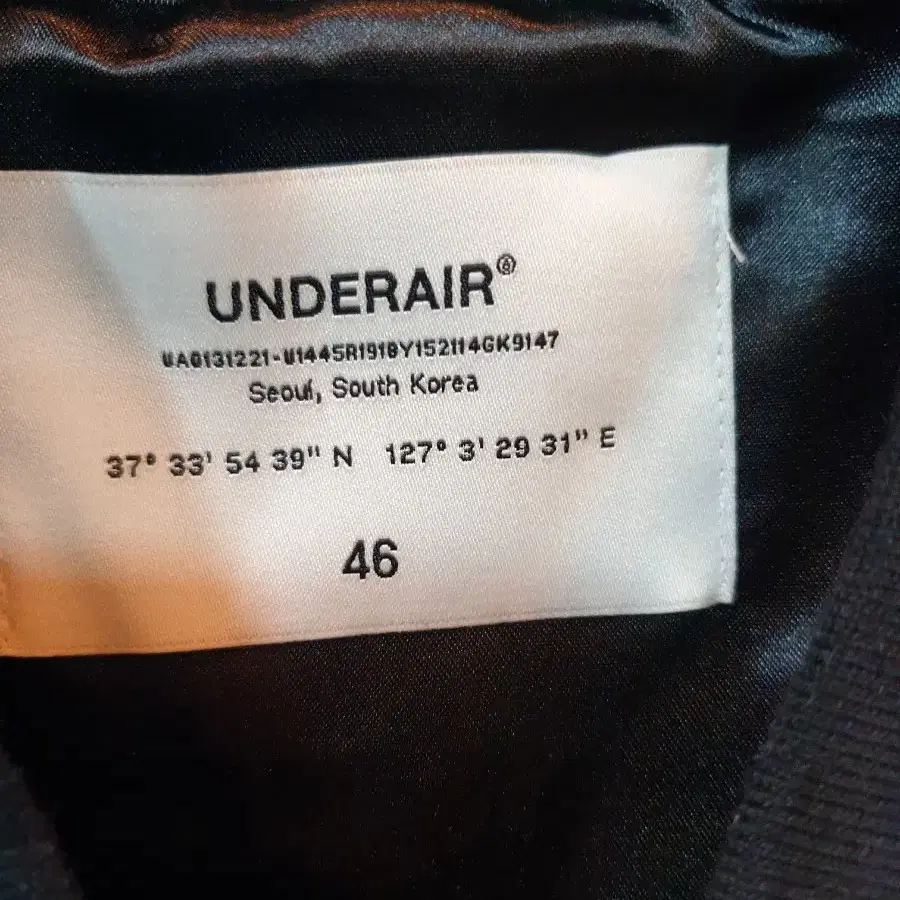 UNDERAIR®
UA0131221-U1445R1918Y152114GK9147
Seoul, South Korea
37° 33' 54 39" N 127° 3' 29 31" E
46